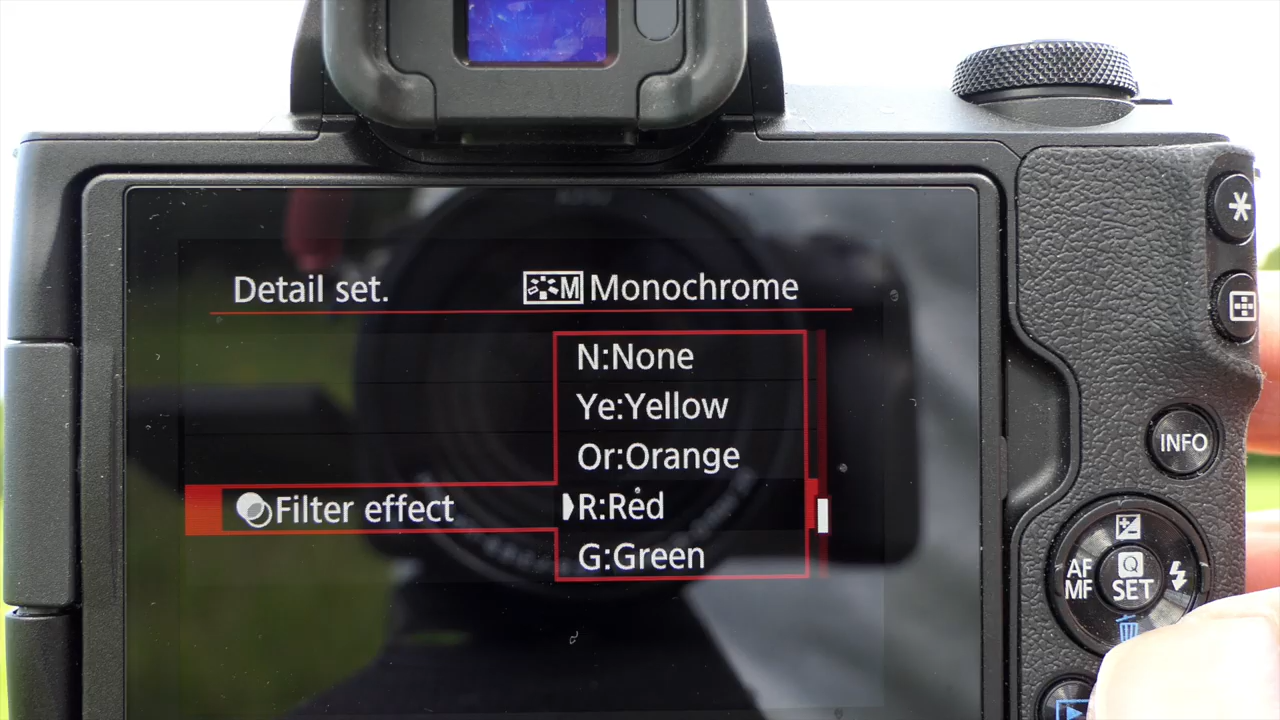 Detail set. M Monochrome
N:None
Ye:Yellow
Or:Orange
Filter effect R:Red
G:Green
INFO
AF
MF
Q
SET